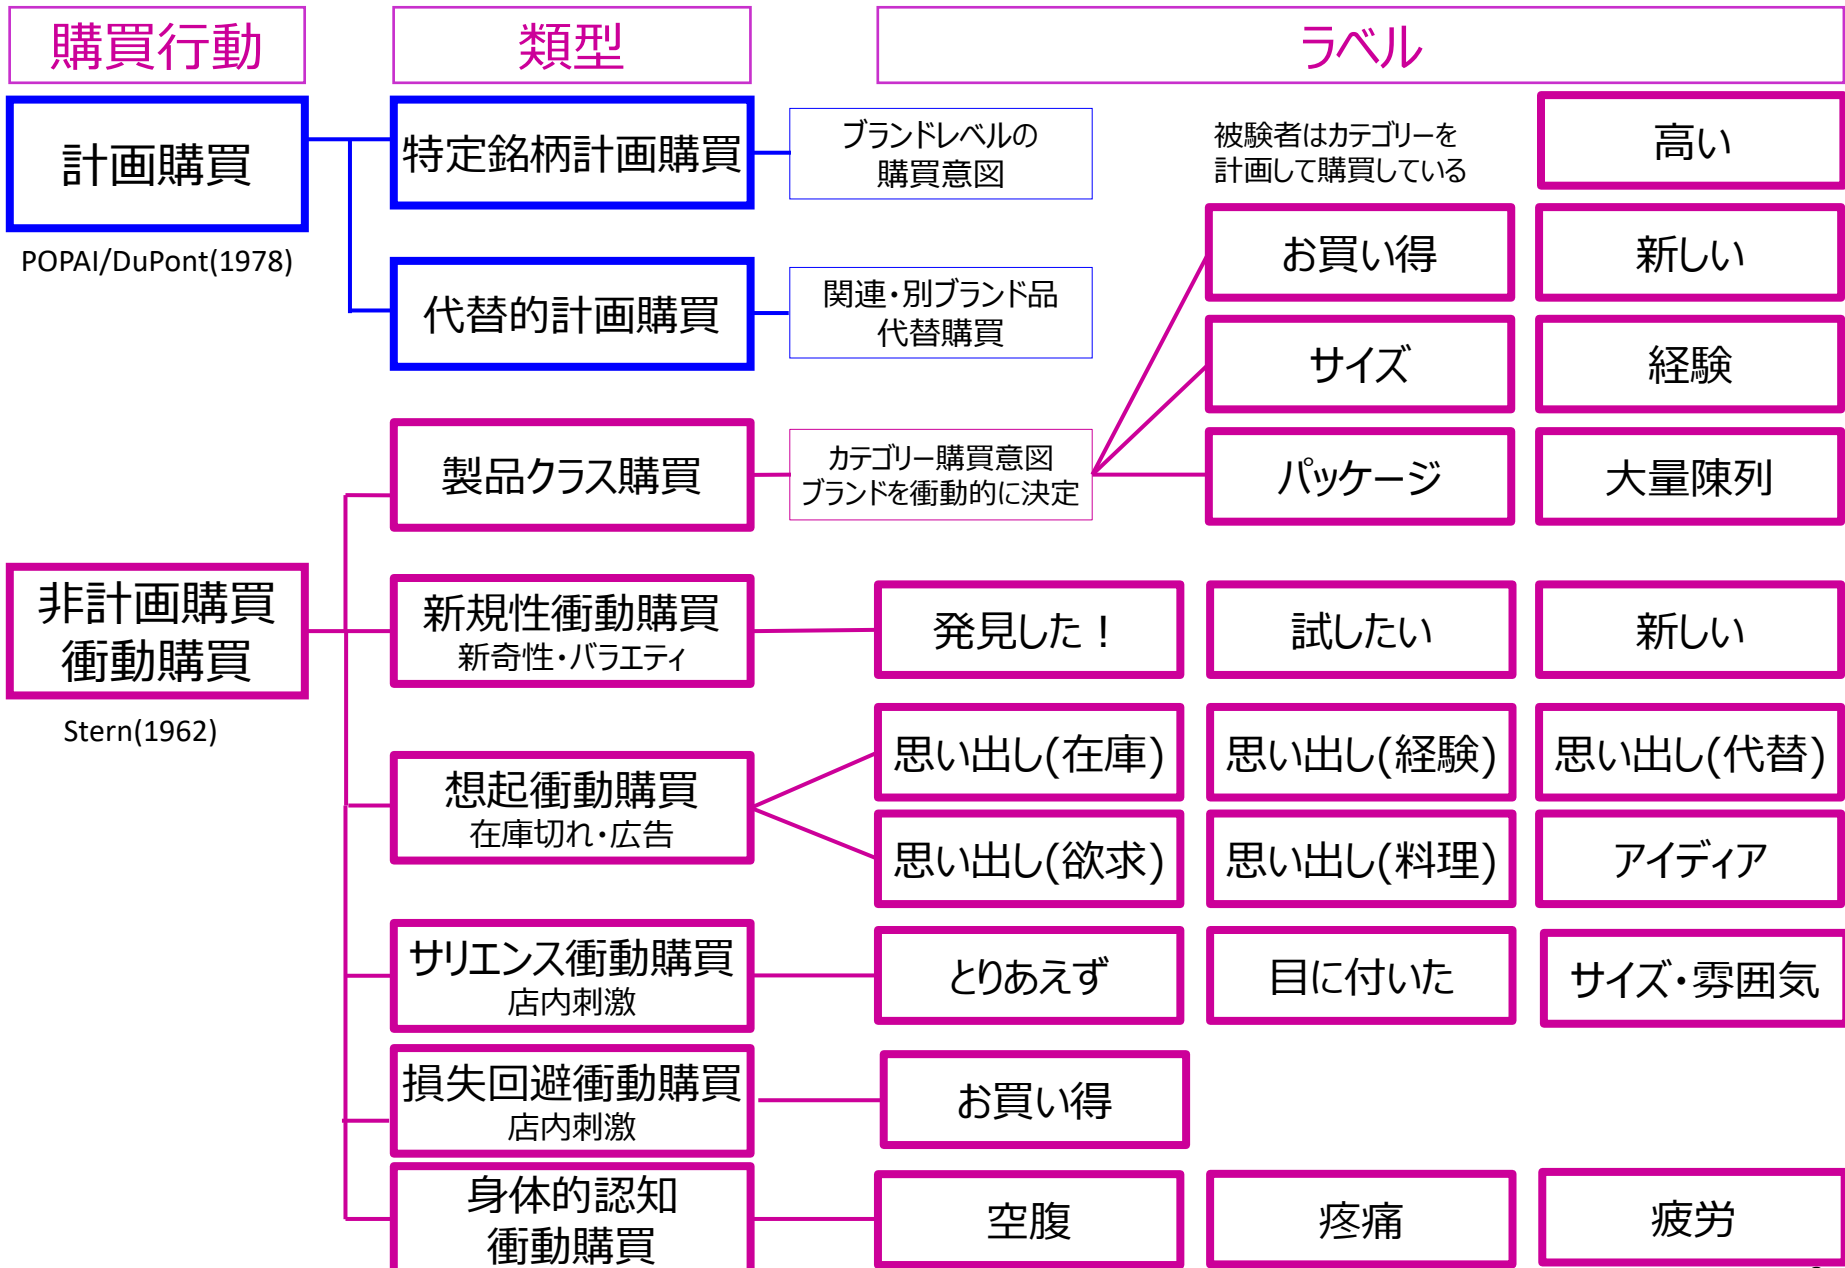 購買行動
類型
ラベル
計画購買
POPAI/DuPont(1978)
特定銘柄計画購買
ブランドレベルの
購買意図
被験者はカテゴリーを
計画して購買している
高い
お買い得
新しい
代替的計画購買
関連・別ブランド品
代替購買
サイズ
経験
製品クラス購買
カテゴリー購買意図
ブランドを衝動的に決定
パッケージ
大量陳列
非計画購買
衝動購買
Stern(1962)
新規性衝動購買
新奇性・バラエティ
発見した！
試したい
新しい
想起衝動購買
在庫切れ・広告
思い出し(在庫)
思い出し(経験)
思い出し(代替)
思い出し(欲求)
思い出し(料理)
アイディア
サリエンス衝動購買
店内刺激
とりあえず
目に付いた
サイズ・雰囲気
損失回避衝動購買
店内刺激
お買い得
身体的認知
衝動購買
空腹
疼痛
疲労